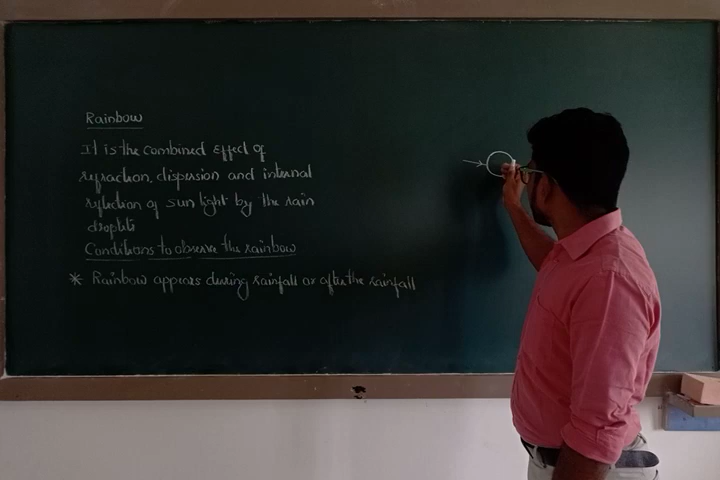 Rainbow
It is the combined effect of
refraction, dispersion and internal
reflection of sun light by the rain
droplets
Conditions to observe the rainbow
* Rainbow appears during rainfall or after the rainfall